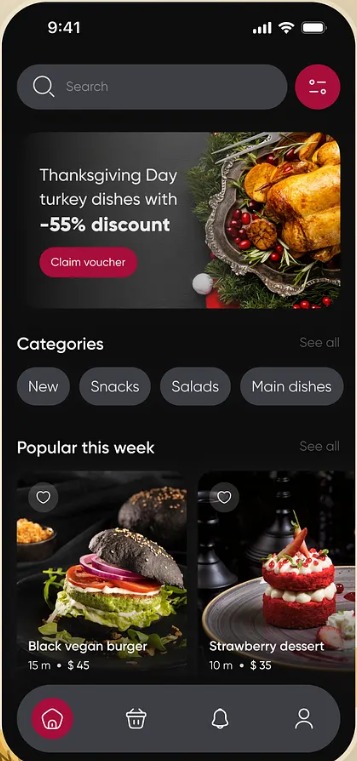 9:41
Search
Thanksgiving Day
turkey dishes with
-55% discount
Claim voucher
Categories
See all
New
Snacks
Salads
Main dishes
Popular this week
See all
Black vegan burger
15 m • $ 45
Strawberry dessert
10 m • $ 35